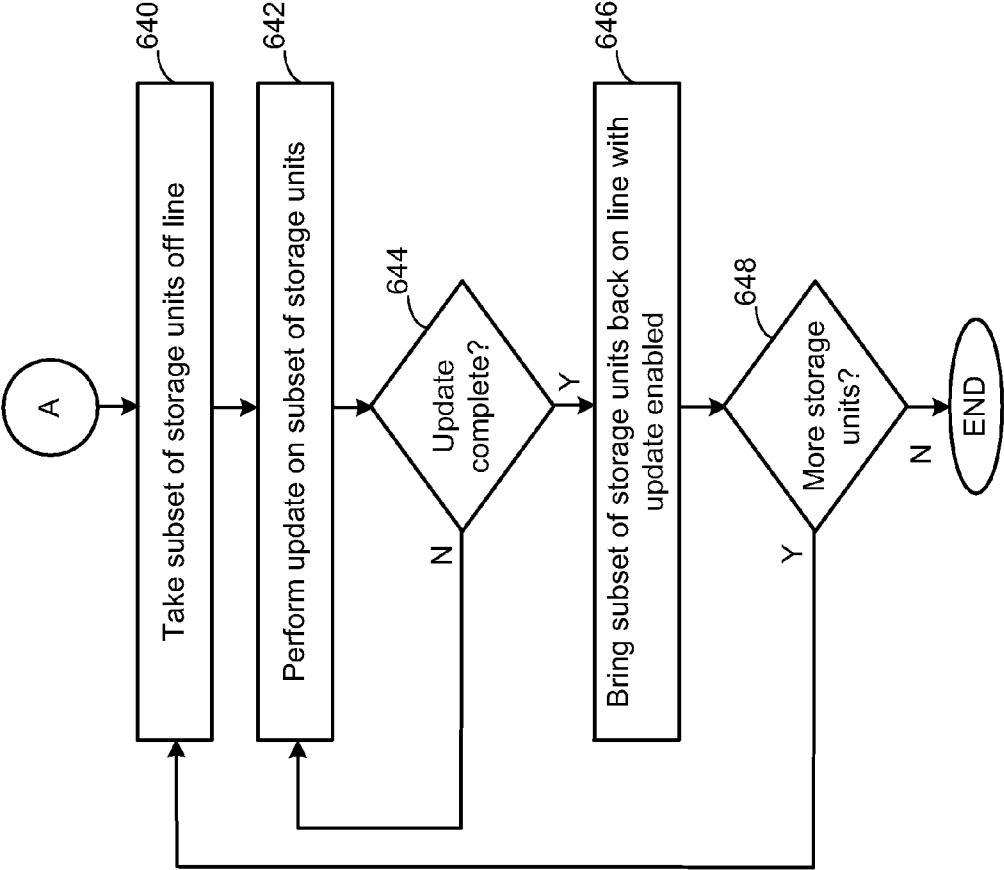 A
640
Take subset of storage units off line
642
Perform update on subset of storage units
644
Update
complete?
N
Y
646
Bring subset of storage units back on line with
update enabled
648
More storage
units?
Y
N
END